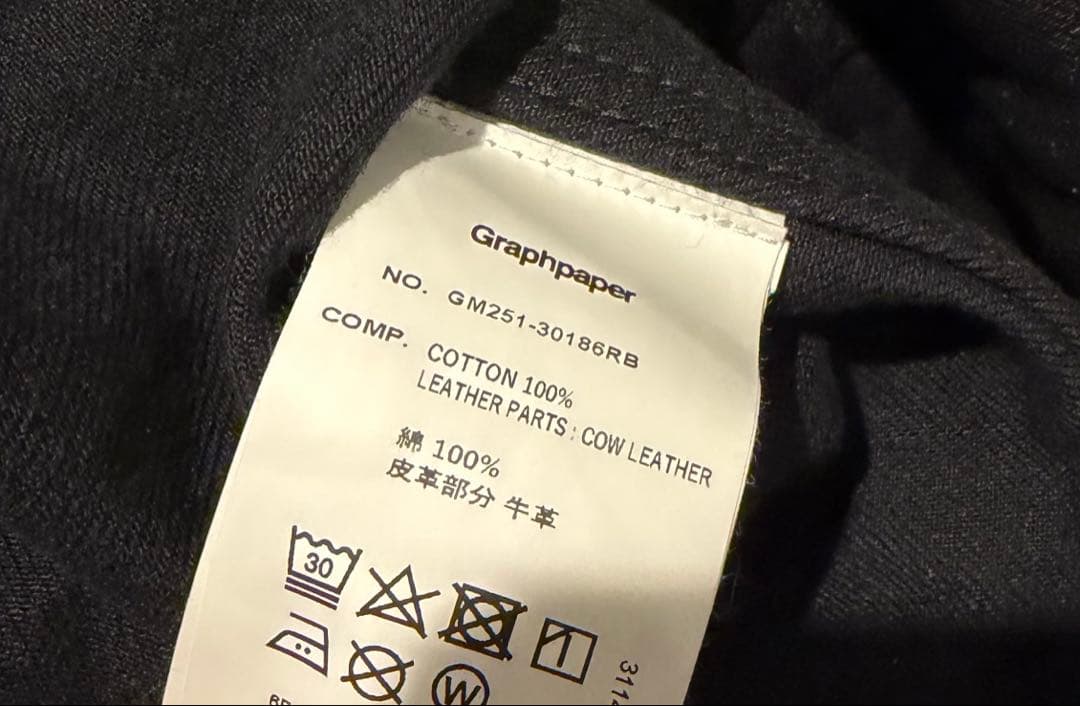 Graphpaper
NO. GM251-30186RB
COMP. COTTON 100%
LEATHER PARTS : COW LEATHER
綿 100%
皮革部分 牛革
30
W